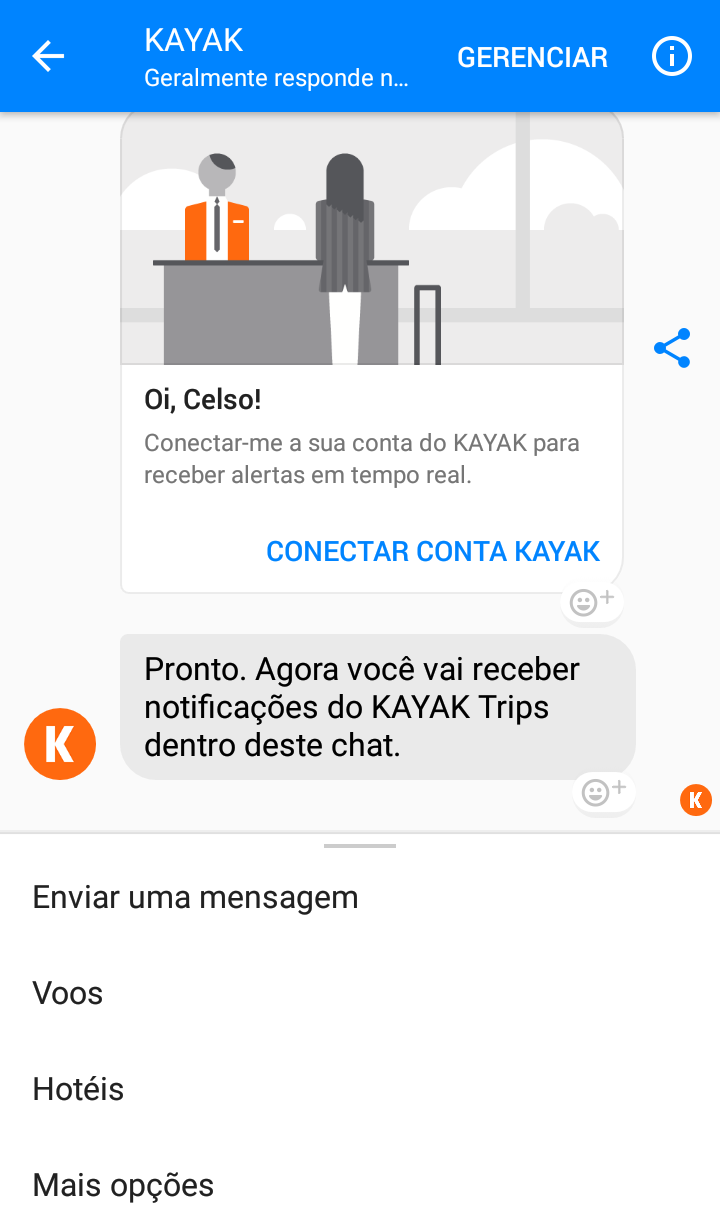 KAYAK
Geralmente responde n...
GERENCIAR
Oi, Celso!
Conectar-me a sua conta do KAYAK para
receber alertas em tempo real.
CONECTAR CONTA KAYAK
Pronto. Agora você vai receber
notificações do KAYAK Trips
dentro deste chat.
K
K
Enviar uma mensagem
Voos
Hotéis
Mais opções